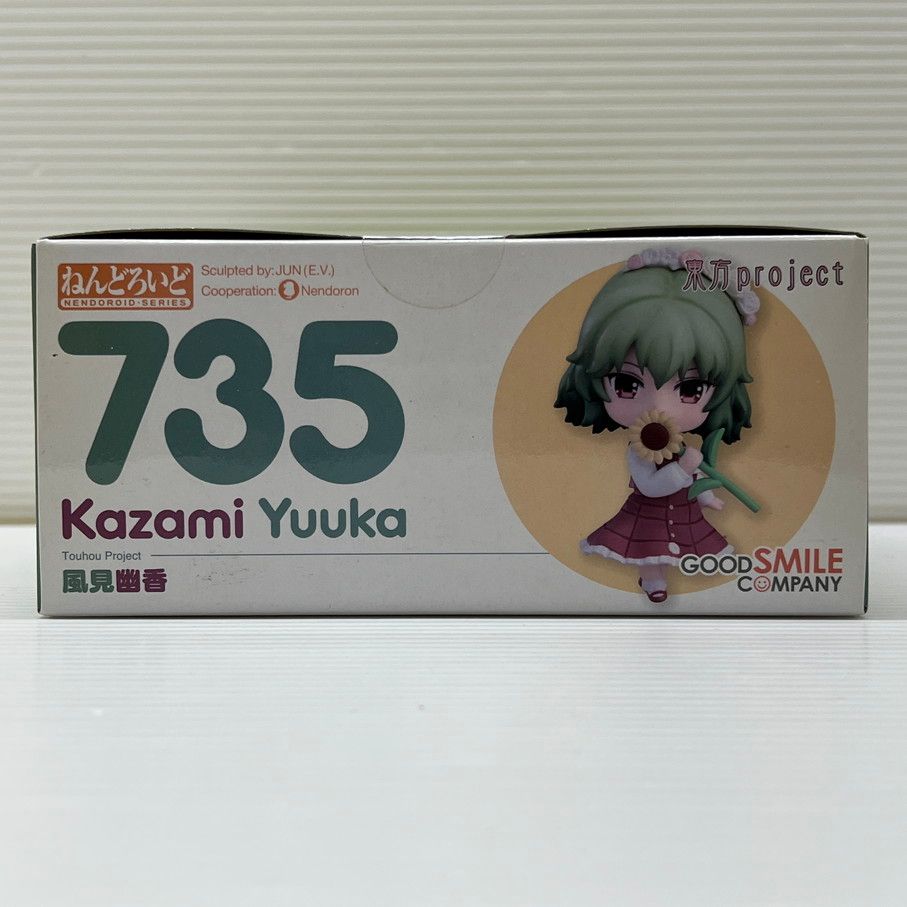 ねんどろいど
NENDOROID·SERIES
Sculpted by:JUN(E.V.)
Cooperation: Nendoron
735
Kazami Yuuka
Touhou Project
風見幽香
東方project
GOOD SMILE
COMPANY